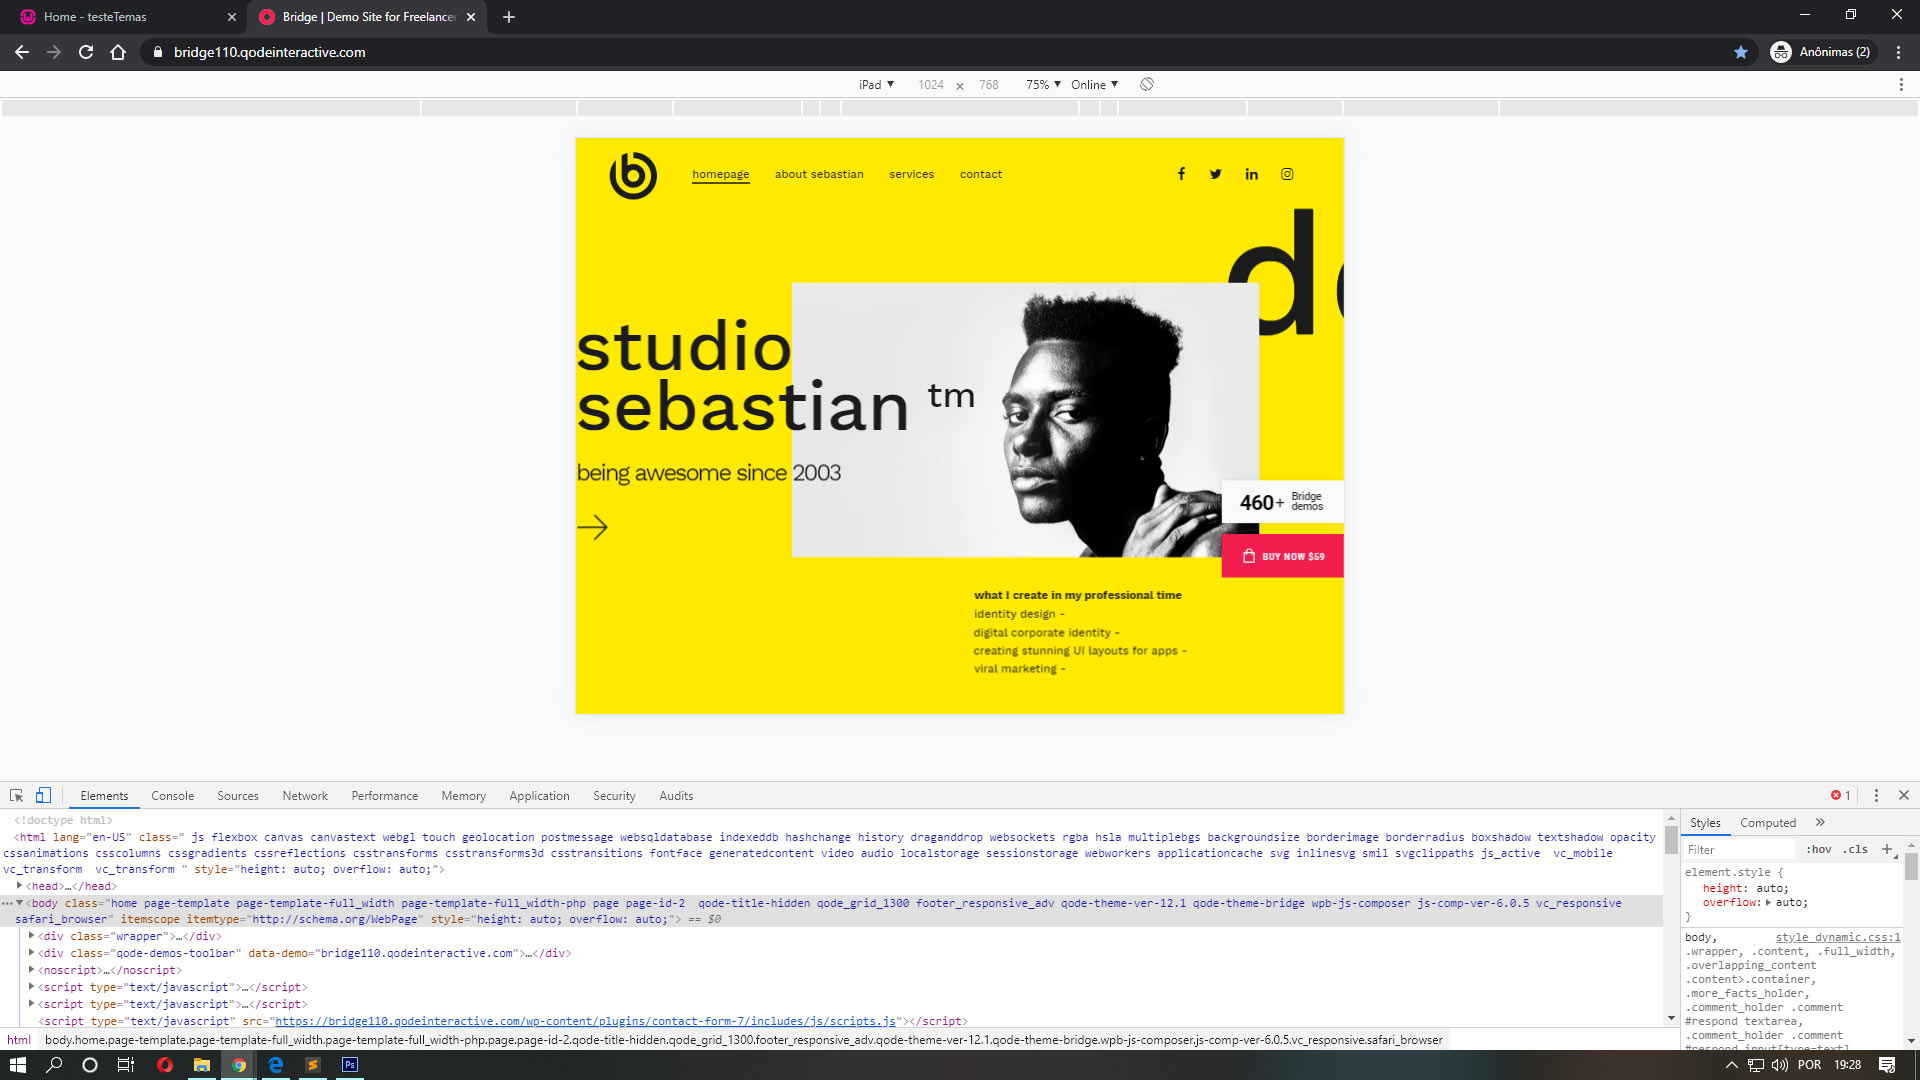 Home - testeTemas
Bridge | Demo Site for Freelancer
bridge110.qodeinteractive.com
Anônimas (2)
iPad ▼ 1024 × 768 75% ▼ Online ▼
b
homepage about sebastian services contact
studio
sebastian tm
being awesome since 2003
460+ Bridge demos
BUY NOW $59
what I create in my professional time
identity design -
digital corporate identity -
creating stunning UI layouts for apps -
viral marketing -
Elements Console Sources Network Performance Memory Application Security Audits
1
<!doctype html>
<html lang="en-US" class=" js flexbox canvas canvastext webgl touch geolocation postmessage websqldatabase indexeddb hashchange history draganddrop websockets rgba hsla multiplebgs backgroundsize borderimage borderradius boxshadow textshadow opacity
cssanimations csscolumns cssgradients cssreflections csstransforms csstransforms3d csstransitions fontface generatedcontent video audio localstorage sessionstorage webworkers applicationcache svg inlinesvg smil svgclippaths js_active  vc_mobile
vc_transform  vc_transform " style="height: auto; overflow: auto;">
<head>…</head>
<body class="home page-template page-template-full_width page-template-full_width-php page page-id-2  qode-title-hidden qode_grid_1300 footer_responsive_adv qode-theme-ver-12.1 qode-theme-bridge wpb-js-composer js-comp-ver-6.0.5 vc_responsive
safari_browser" itemscope itemtype="http://schema.org/WebPage" style="height: auto; overflow: auto;"> == $0
<div class="wrapper">…</div>
<div class="qode-demos-toolbar" data-demo="bridge110.qodeinteractive.com">…</div>
<noscript>…</noscript>
<script type="text/javascript">…</script>
<script type="text/javascript">…</script>
<script type="text/javascript" src="https://bridge110.qodeinteractive.com/wp-content/plugins/contact-form-7/includes/js/scripts.js"></script>
html body.home.page-template.page-template-full_width.page-template-full_width-php.page.page-id-2.qode-title-hidden.qode_grid_1300.footer_responsive_adv.qode-theme-ver-12.1.qode-theme-bridge.wpb-js-composer.js-comp-ver-6.0.5.vc_responsive.safari_browser
Styles Computed »
Filter :hov .cls +
element.style {
height: auto;
overflow: auto;
}
body, style_dynamic.css:1
.wrapper, .content, .full_width,
.overlapping_content
.content>.container,
.more_facts_holder,
.comment_holder .comment
#respond textarea,
.comment_holder .comment
#respond input[type=text],
Ps
POR 19:28